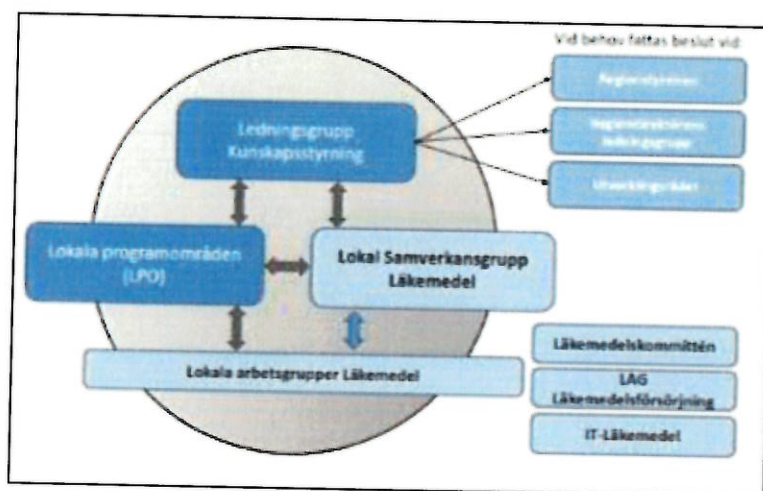 Vid behov fattas beslut vid:
Regionstyrelsen
Ledningsgrupp
Kunskapsstyrning
Regiondirektörens
ledningsgrupp
Utvecklingsrådet
Lokala programområden
(LPO)
Lokal Samverkansgrupp
Läkemedel
Läkemedelskommittén
Lokala arbetsgrupper Läkemedel
LAG
Läkemedelsförsörjning
IT-Läkemedel